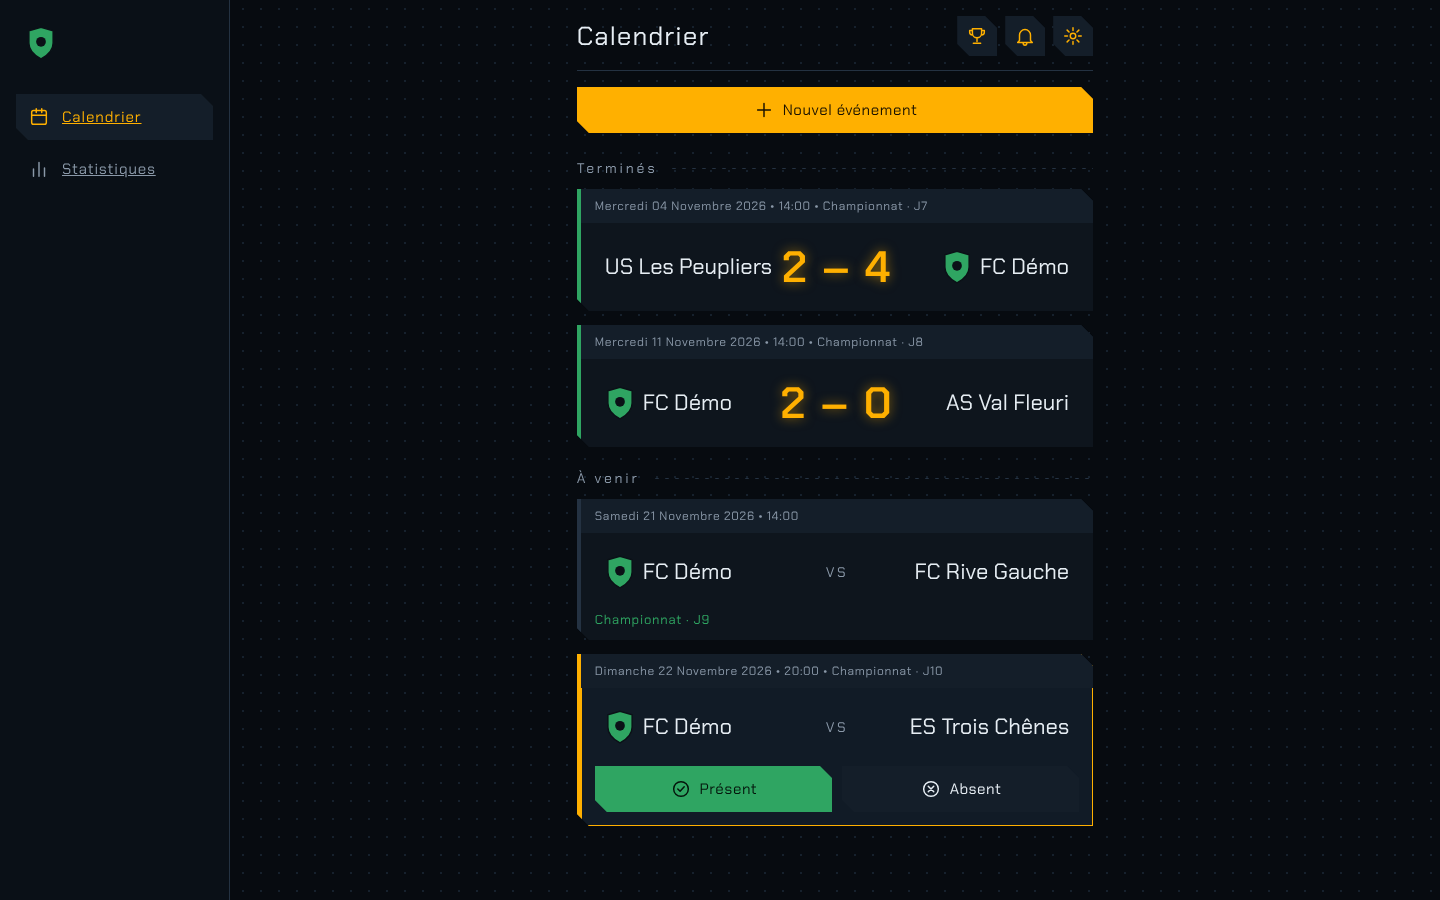 Calendrier
Calendrier
Statistiques
Nouvel événement
Terminés
Mercredi 04 Novembre 2026 • 14:00 • Championnat · J7
US Les Peupliers 2 – 4 FC Démo
Mercredi 11 Novembre 2026 • 14:00 • Championnat · J8
FC Démo 2 – 0 AS Val Fleuri
À venir
Samedi 21 Novembre 2026 • 14:00
FC Démo VS FC Rive Gauche
Championnat · J9
Dimanche 22 Novembre 2026 • 20:00 • Championnat · J10
FC Démo VS ES Trois Chênes
Présent Absent